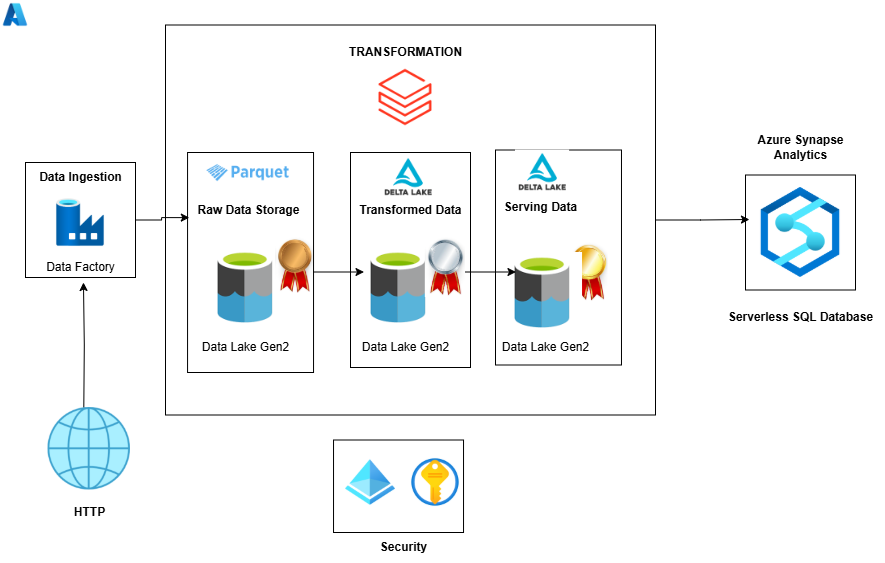 TRANSFORMATION
Azure Synapse
Analytics
Data Ingestion
Parquet
DELTA LAKE
DELTA LAKE
Raw Data Storage
Transformed Data
Serving Data
Data Factory
Data Lake Gen2
Data Lake Gen2
Data Lake Gen2
Serverless SQL Database
HTTP
Security